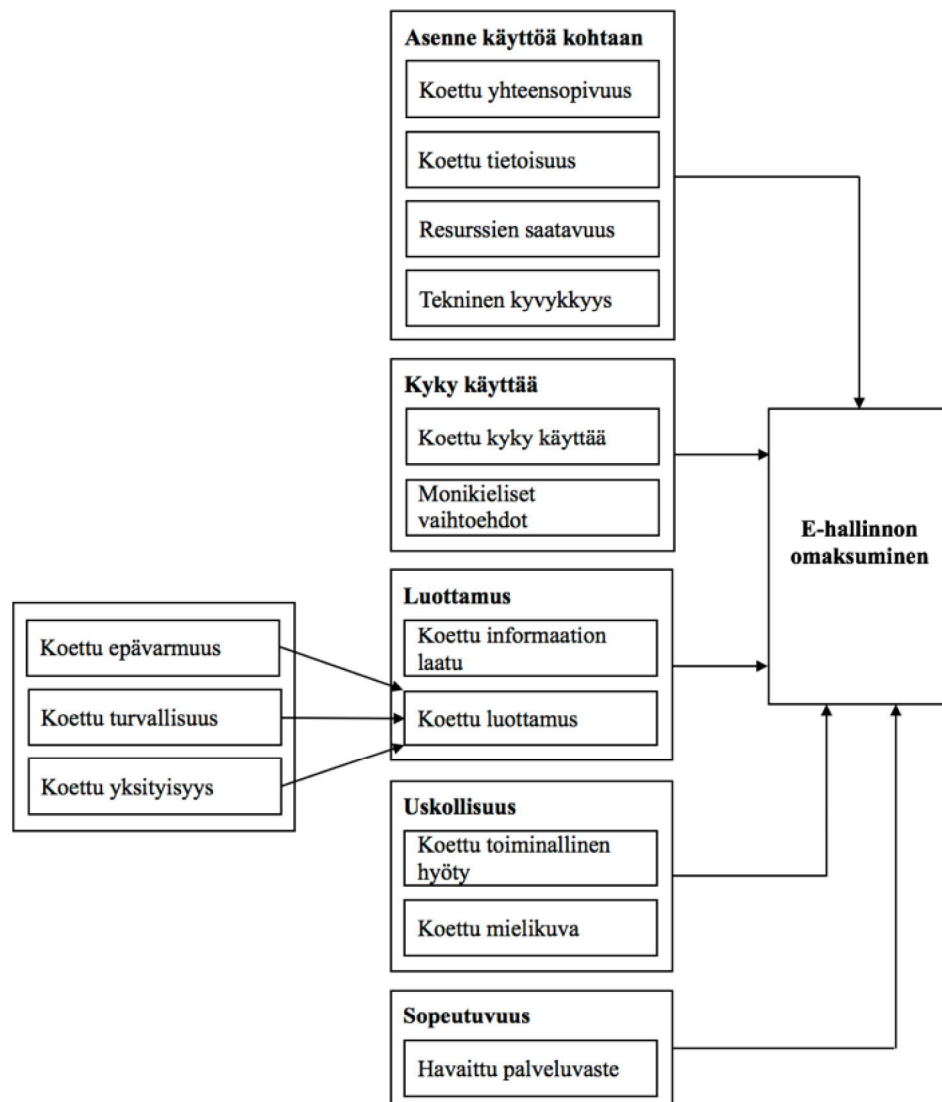 Asenne käyttöä kohtaan
Koettu yhteensopivuus
Koettu tietoisuus
Resurssien saatavuus
Tekninen kyvykkyys
Kyky käyttää
Koettu kyky käyttää
Monikieliset
vaihtoehdot
E-hallinnon
omaksuminen
Luottamus
Koettu informaation
laatu
Koettu luottamus
Koettu epävarmuus
Koettu turvallisuus
Koettu yksityisyys
Uskollisuus
Koettu toiminallinen
hyöty
Koettu mielikuva
Sopeutuvuus
Havaittu palveluvaste